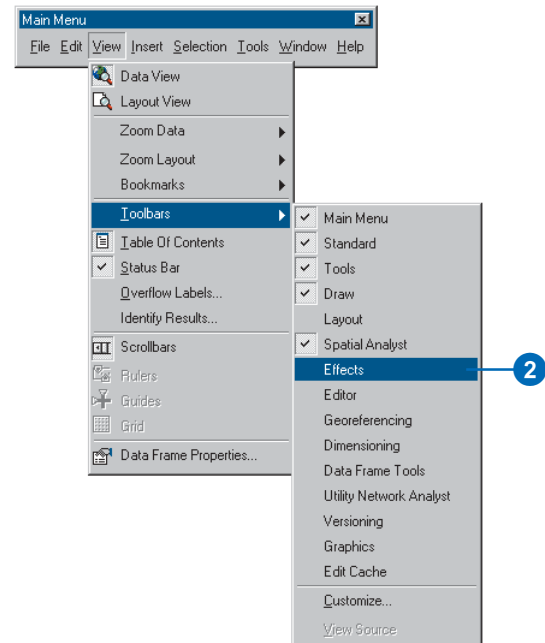 Main Menu
File Edit View Insert Selection Tools Window Help
Data View
Layout View
Zoom Data
Zoom Layout
Bookmarks
Toolbars
Table Of Contents
Status Bar
Overflow Labels...
Identify Results...
Scrollbars
Rulers
Guides
Grid
Data Frame Properties...
Main Menu
Standard
Tools
Draw
Layout
Spatial Analyst
Effects
2
Editor
Georeferencing
Dimensioning
Data Frame Tools
Utility Network Analyst
Versioning
Graphics
Edit Cache
Customize...
View Source